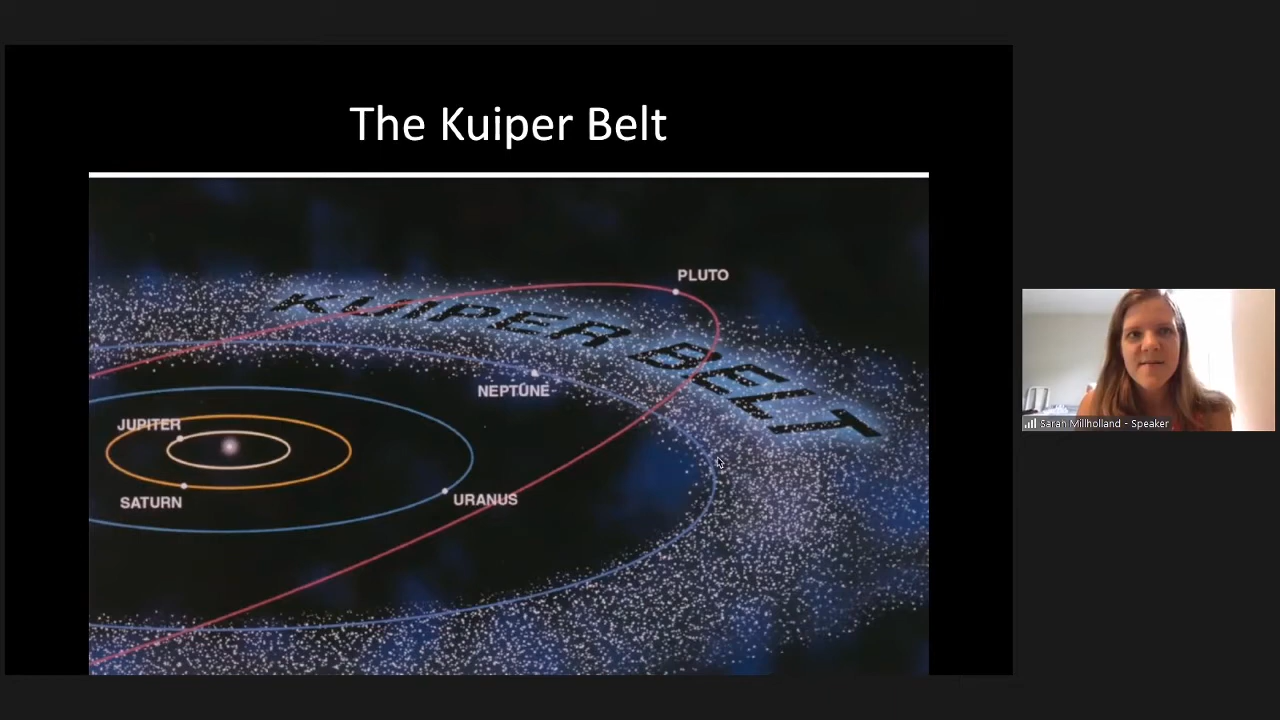 The Kuiper Belt
PLUTO
KUIPER BELT
NEPTUNE
JUPITER
SATURN
URANUS
Sarah Millholland - Speaker